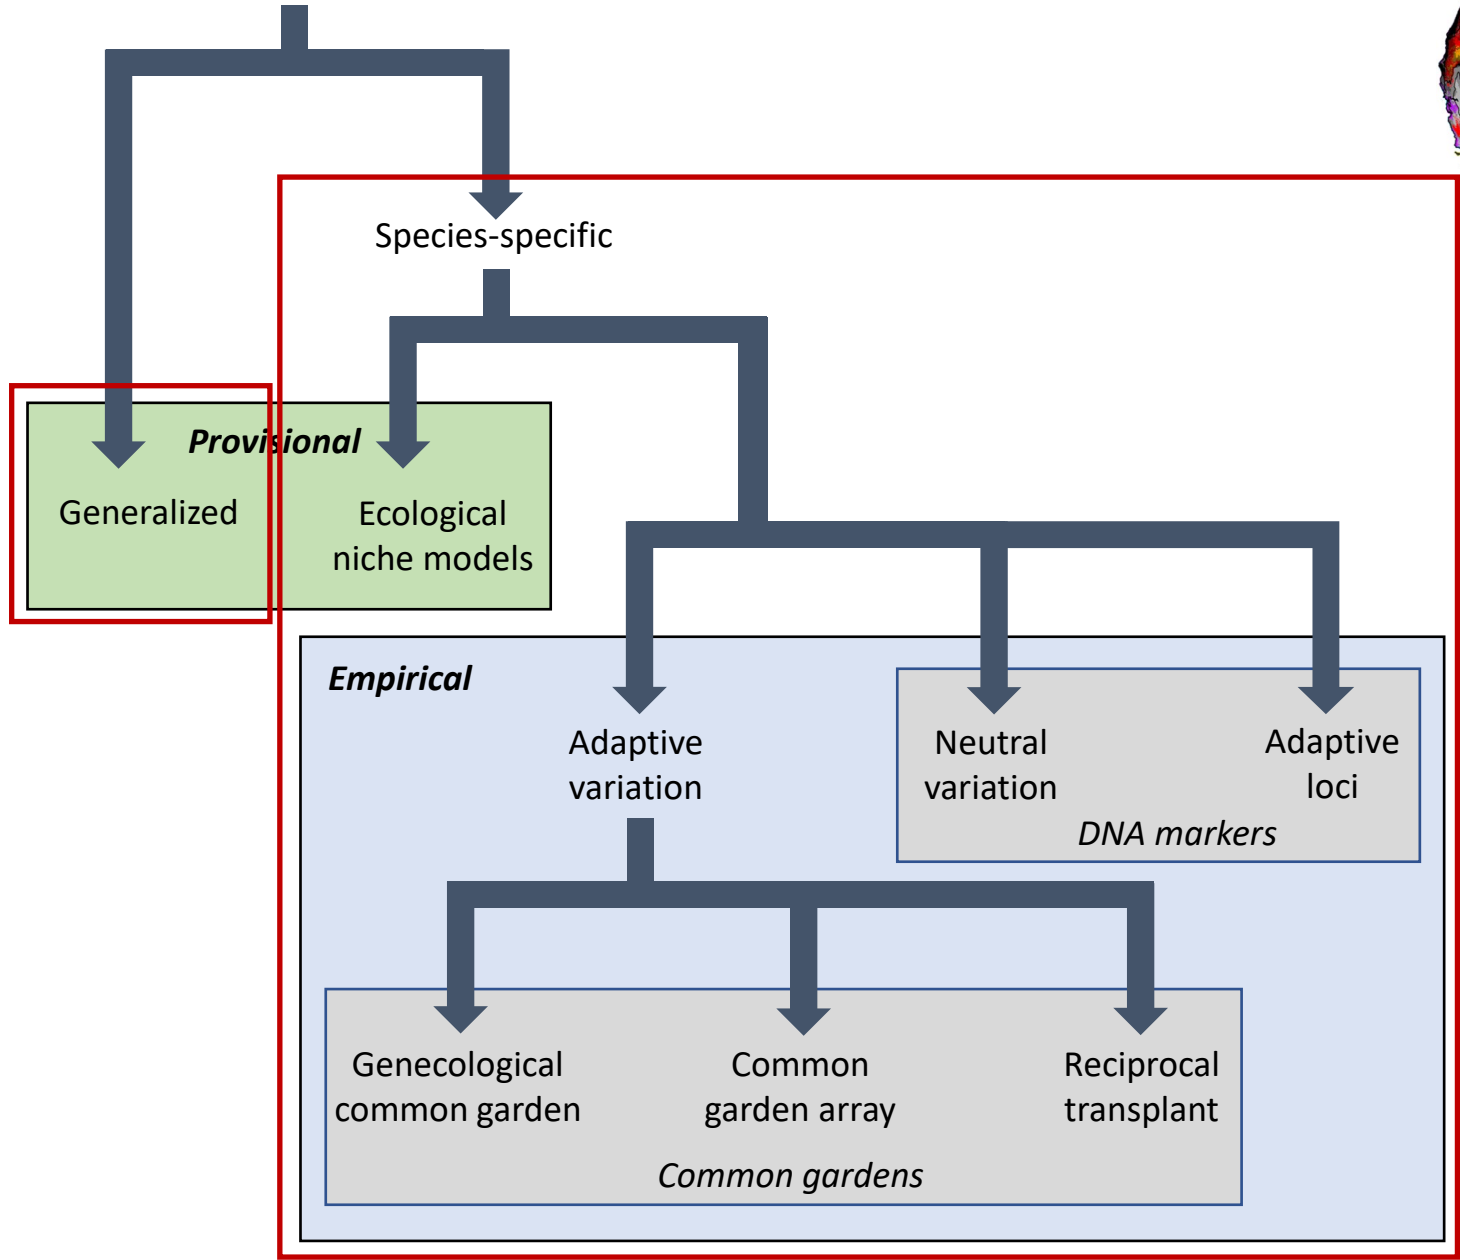 Species-specific
Provisional
Generalized
Ecological
niche models
Empirical
Adaptive
variation
Neutral
variation
Adaptive
loci
DNA markers
Genecological
common garden
Common
garden array
Reciprocal
transplant
Common gardens